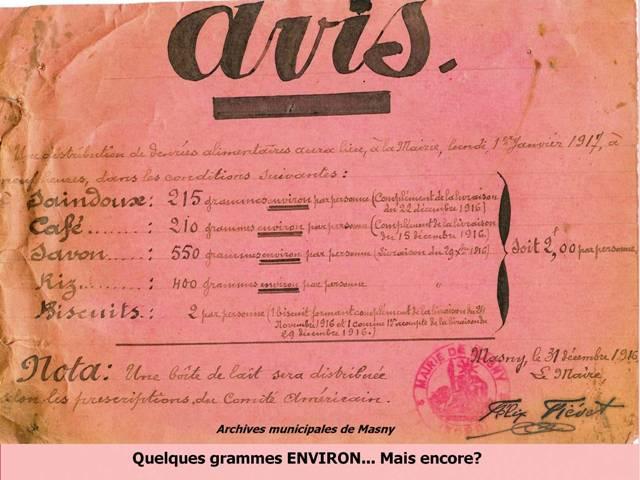 avis.
Une distribution de denrées alimentaires aura lieu, à la Mairie, lundi 1er Janvier 1917, à
heures, dans les conditions suivantes :
Saindoux : 215 grammes environ par personne (Complément de la livraison
du 22 décembre 1916)
Café ....... : 210 grammes environ par personne (Complément de la livraison
du 15 décembre 1916.)
Savon ..... : 550 grammes environ par personne (Livraison du 29 Xbre 1916)
Soit 2f,00 par personne,
Riz ......... : 400 grammes environ par personne "
Biscuits : 2 par personne (1 biscuit formant complément de la livraison du
Novembre 1916 et 1 comme 1er acompte de la livraison du
29 décembre 1916.)
Masny, le 31 décembre 1916
Le Maire,
Nota : Une boîte de lait sera distribuée
selon les prescriptions du Comité Américain.
MAIRIE DE MASNY
Archives municipales de Masny
Quelques grammes ENVIRON... Mais encore?